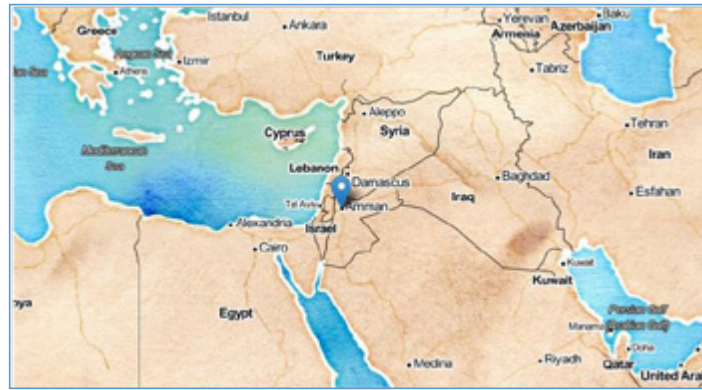 Istanbul
Ankara
Yerevan
Baku
Greece
Armenia
Azerbaijan
Aegean Sea
Izmir
Turkey
Athens
Tabriz
Aleppo
Tehran
Cyprus
Syria
Mediterranean
Sea
Lebanon
Iran
Damascus
Baghdad
Iraq
Esfahan
Tel Aviv
Amman
Alexandria
Israel
Cairo
Kuwait
Kuwait
Egypt
Persian Gulf
(Arabian Gulf)
Manama
Doha
Medina
Riyadh
Qatar
United Ara